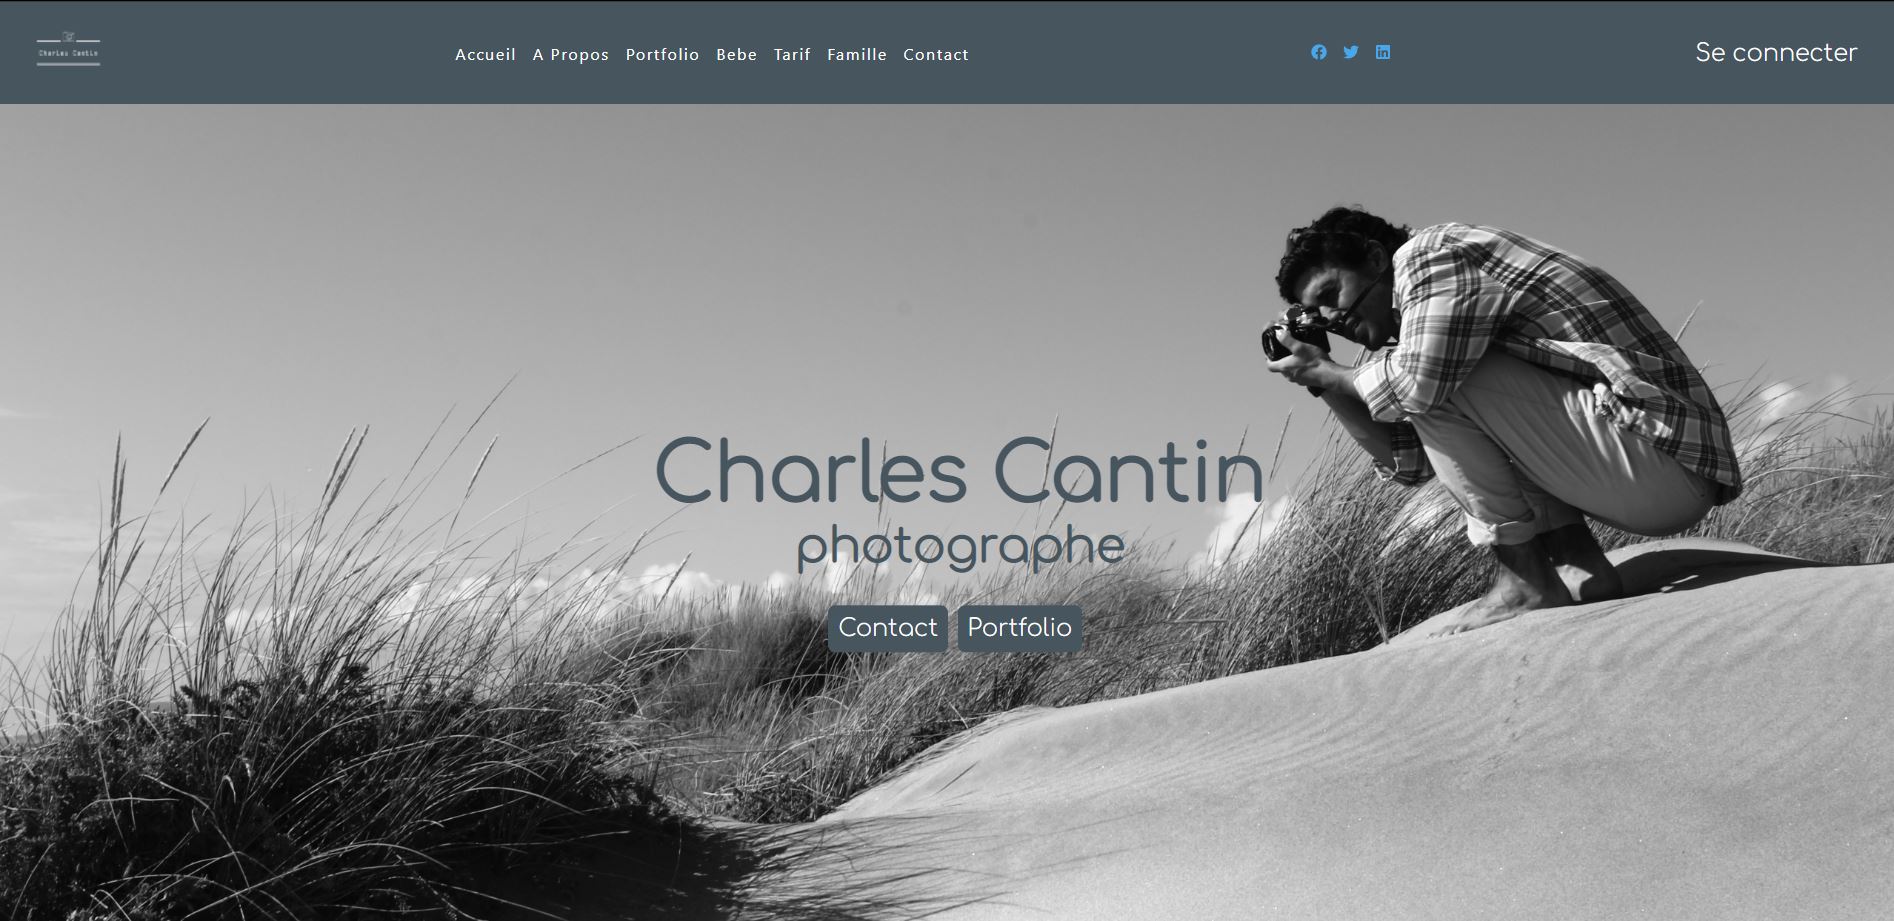 Charles Cantin
Accueil A Propos Portfolio Bebe Tarif Famille Contact
Se connecter
Charles Cantin
photographe
Contact Portfolio